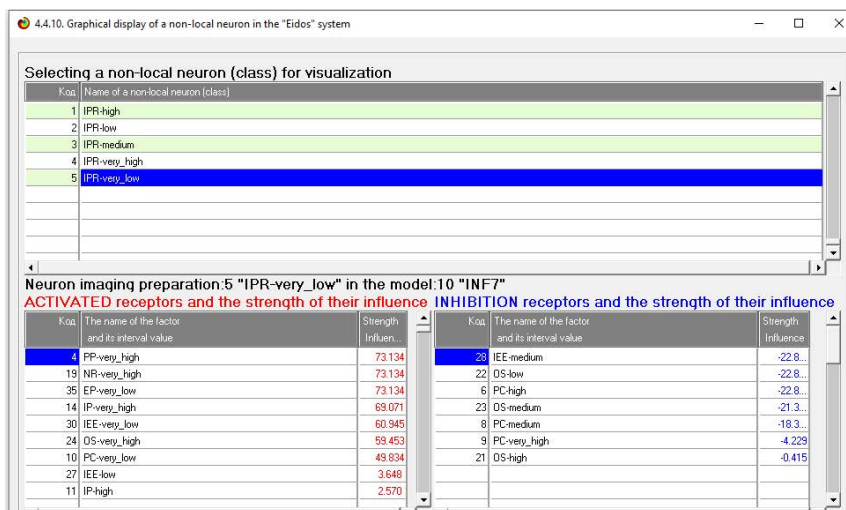 4.4.10. Graphical display of a non-local neuron in the "Eidos" system
Selecting a non-local neuron (class) for visualization
Код Name of a non-local neuron (class)
1 IPR-high
2 IPR-low
3 IPR-medium
4 IPR-very_high
5 IPR-very_low
Neuron imaging preparation:5 "IPR-very_low" in the model:10 "INF7"
ACTIVATED receptors and the strength of their influence INHIBITION receptors and the strength of their influence
Код The name of the factor Strength Код The name of the factor Strength
and its interval value Influen... and its interval value Influence
4 PP-very_high 73.134 28 IEE-medium -22.8...
19 NR-very_high 73.134 22 OS-low -22.8...
35 EP-very_low 73.134 6 PC-high -22.8...
14 IP-very_high 69.071 23 OS-medium -21.3...
30 IEE-very_low 60.945 8 PC-medium -18.3...
24 OS-very_high 59.453 9 PC-very_high -4.229
10 PC-very_low 49.834 21 OS-high -0.415
27 IEE-low 3.648
11 IP-high 2.570